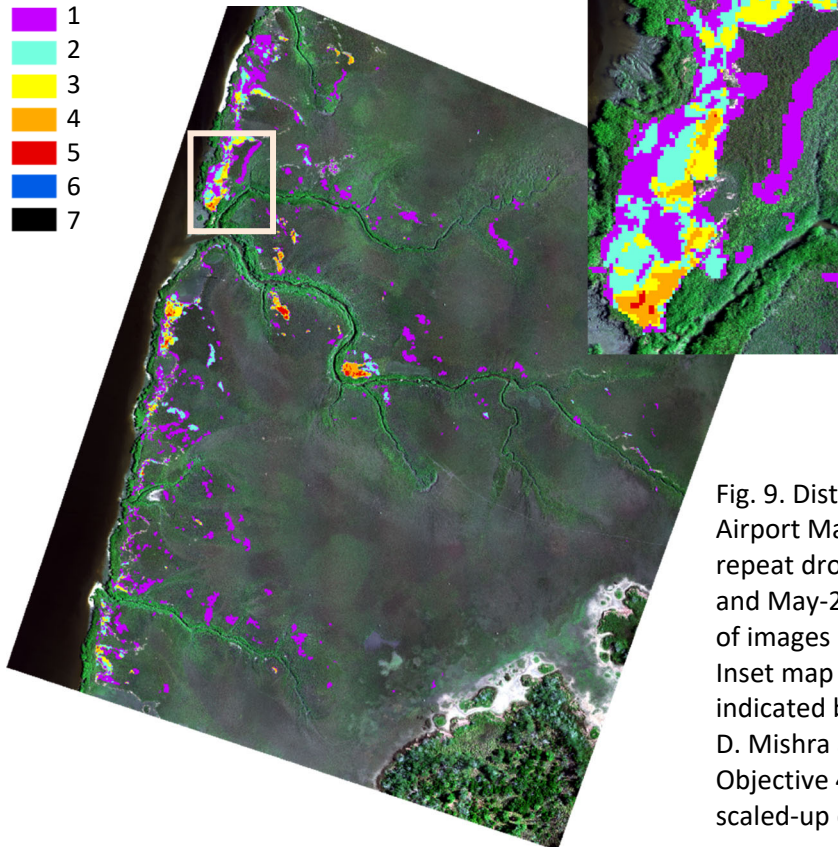 1
2
3
4
5
6
7
Fig. 9. Dist
Airport Ma
repeat dro
and May-2
of images
Inset map
indicated b
D. Mishra
Objective 4
scaled-up